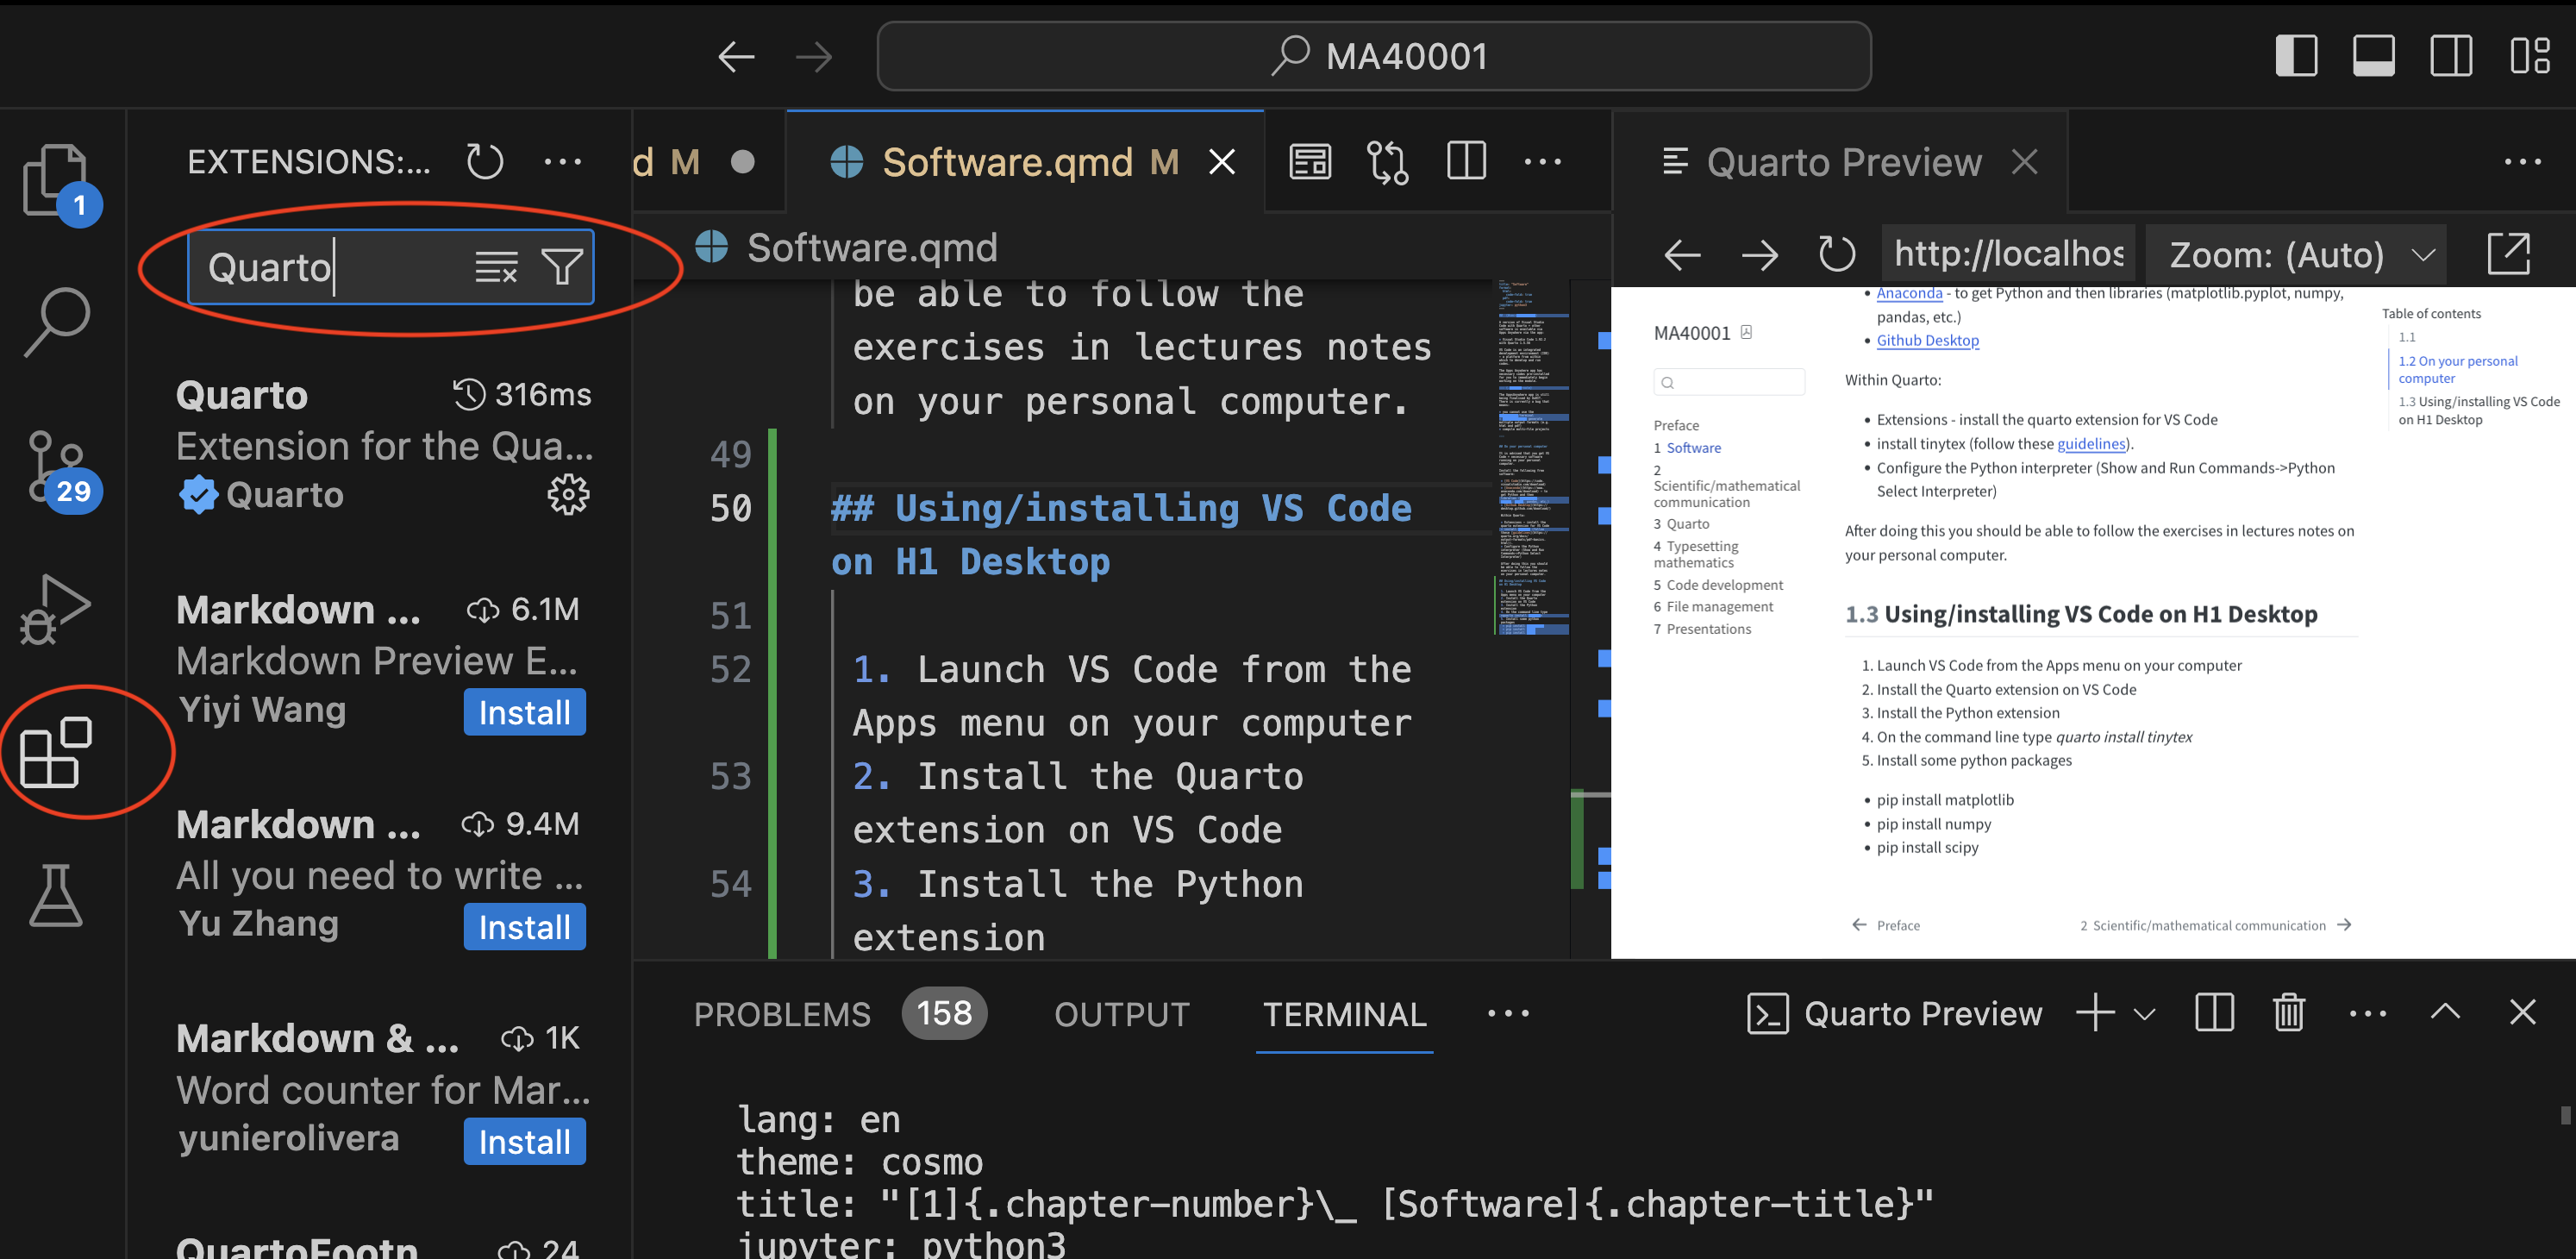 MA40001
EXTENSIONS:...
d M
Software.qmd M
Quarto Preview
1
Quarto
Software.qmd
http://localhos
Zoom: (Auto)
Quarto 316ms
Extension for the Qua...
Quarto
29
Markdown ... 6.1M
Markdown Preview E...
Yiyi Wang Install
Markdown ... 9.4M
All you need to write ...
Yu Zhang Install
Markdown & ... 1K
Word counter for Mar...
yunierolivera Install
QuartoFootn 24
be able to follow the
exercises in lectures notes
on your personal computer.
49
50 ## Using/installing VS Code
on H1 Desktop
51
52 1. Launch VS Code from the
Apps menu on your computer
53 2. Install the Quarto
extension on VS Code
54 3. Install the Python
extension
MA40001
Preface
1 Software
2
Scientific/mathematical
communication
3 Quarto
4 Typesetting
mathematics
5 Code development
6 File management
7 Presentations
• Anaconda - to get Python and then libraries (matplotlib.pyplot, numpy,
pandas, etc.)
• Github Desktop
Within Quarto:
• Extensions - install the quarto extension for VS Code
• install tinytex (follow these guidelines).
• Configure the Python interpreter (Show and Run Commands->Python
Select Interpreter)
After doing this you should be able to follow the exercises in lectures notes on
your personal computer.
1.3 Using/installing VS Code on H1 Desktop
1. Launch VS Code from the Apps menu on your computer
2. Install the Quarto extension on VS Code
3. Install the Python extension
4. On the command line type quarto install tinytex
5. Install some python packages
• pip install matplotlib
• pip install numpy
• pip install scipy
Preface
2 Scientific/mathematical communication
Table of contents
1.1
1.2 On your personal
computer
1.3 Using/installing VS Code
on H1 Desktop
PROBLEMS 158 OUTPUT TERMINAL ...
Quarto Preview
lang: en
theme: cosmo
title: "[1]{.chapter-number}\_ [Software]{.chapter-title}"
jupyter: python3